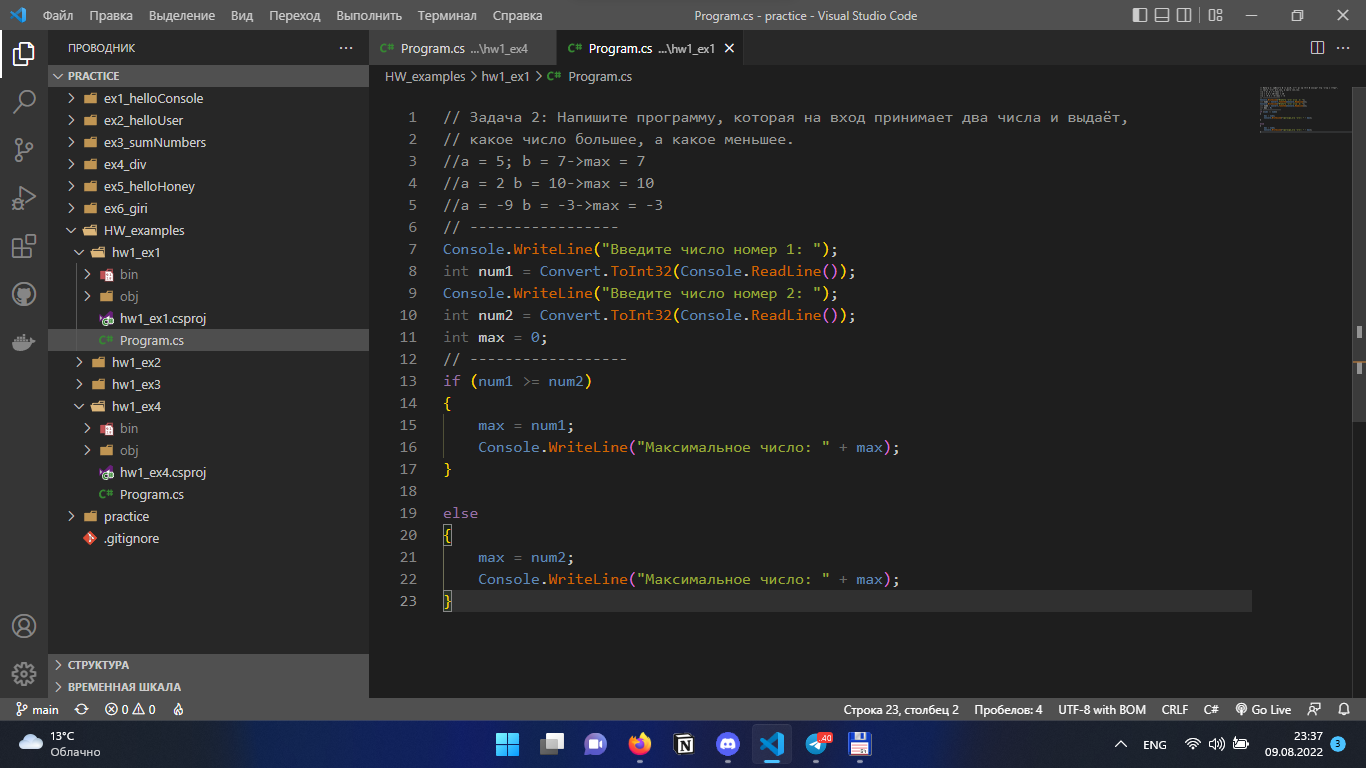 Файл Правка Выделение Вид Переход Выполнить Терминал Справка
Program.cs - practice - Visual Studio Code
ПРОВОДНИК
PRACTICE
ex1_helloConsole
ex2_helloUser
ex3_sumNumbers
ex4_div
ex5_helloHoney
ex6_giri
HW_examples
hw1_ex1
bin
obj
hw1_ex1.csproj
C# Program.cs
hw1_ex2
hw1_ex3
hw1_ex4
bin
obj
hw1_ex4.csproj
C# Program.cs
practice
.gitignore
СТРУКТУРА
ВРЕМЕННАЯ ШКАЛА
C# Program.cs ...\hw1_ex4
C# Program.cs ...\hw1_ex1
HW_examples > hw1_ex1 > C# Program.cs
1 // Задача 2: Напишите программу, которая на вход принимает два числа и выдаёт,
2 // какое число большее, а какое меньшее.
3 //a = 5; b = 7->max = 7
4 //a = 2 b = 10->max = 10
5 //a = -9 b = -3->max = -3
6 // -----------------
7 Console.WriteLine("Введите число номер 1: ");
8 int num1 = Convert.ToInt32(Console.ReadLine());
9 Console.WriteLine("Введите число номер 2: ");
10 int num2 = Convert.ToInt32(Console.ReadLine());
11 int max = 0;
12 // ------------------
13 if (num1 >= num2)
14 {
15 max = num1;
16 Console.WriteLine("Максимальное число: " + max);
17 }
18
19 else
20 {
21 max = num2;
22 Console.WriteLine("Максимальное число: " + max);
23 }
main 0 0
Строка 23, столбец 2 Пробелов: 4 UTF-8 with BOM CRLF C# Go Live
13°C
Облачно
40
ENG
23:37
09.08.2022
3